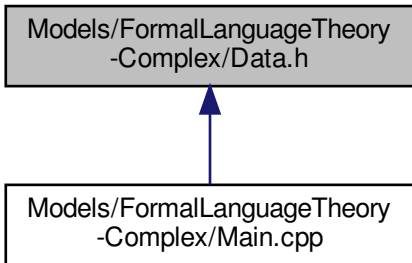 Models/FormalLanguageTheory
-Complex/Data.h
Models/FormalLanguageTheory
-Complex/Main.cpp